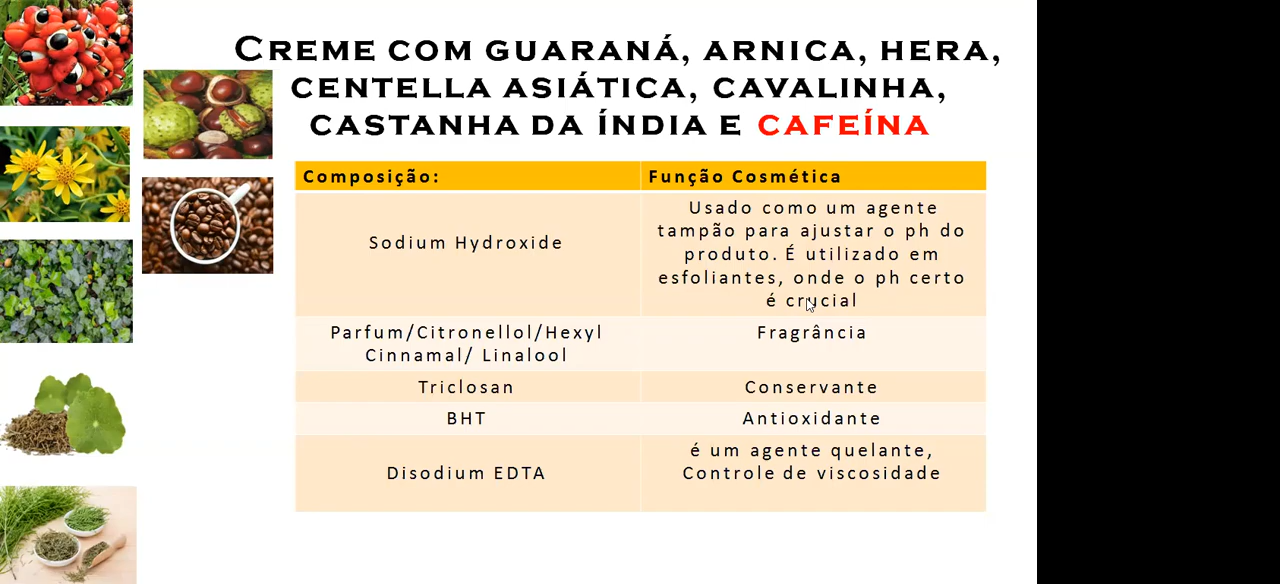 CREME COM GUARANÁ, ARNICA, HERA,
CENTELLA ASIÁTICA, CAVALINHA,
CASTANHA DA ÍNDIA E CAFEÍNA
Composição:
Função Cosmética
Sodium Hydroxide
Usado como um agente
tampão para ajustar o ph do
produto. É utilizado em
esfoliantes, onde o ph certo
é crucial
Parfum/Citronellol/Hexyl
Cinnamal/ Linalool
Fragrância
Triclosan
Conservante
BHT
Antioxidante
Disodium EDTA
é um agente quelante,
Controle de viscosidade